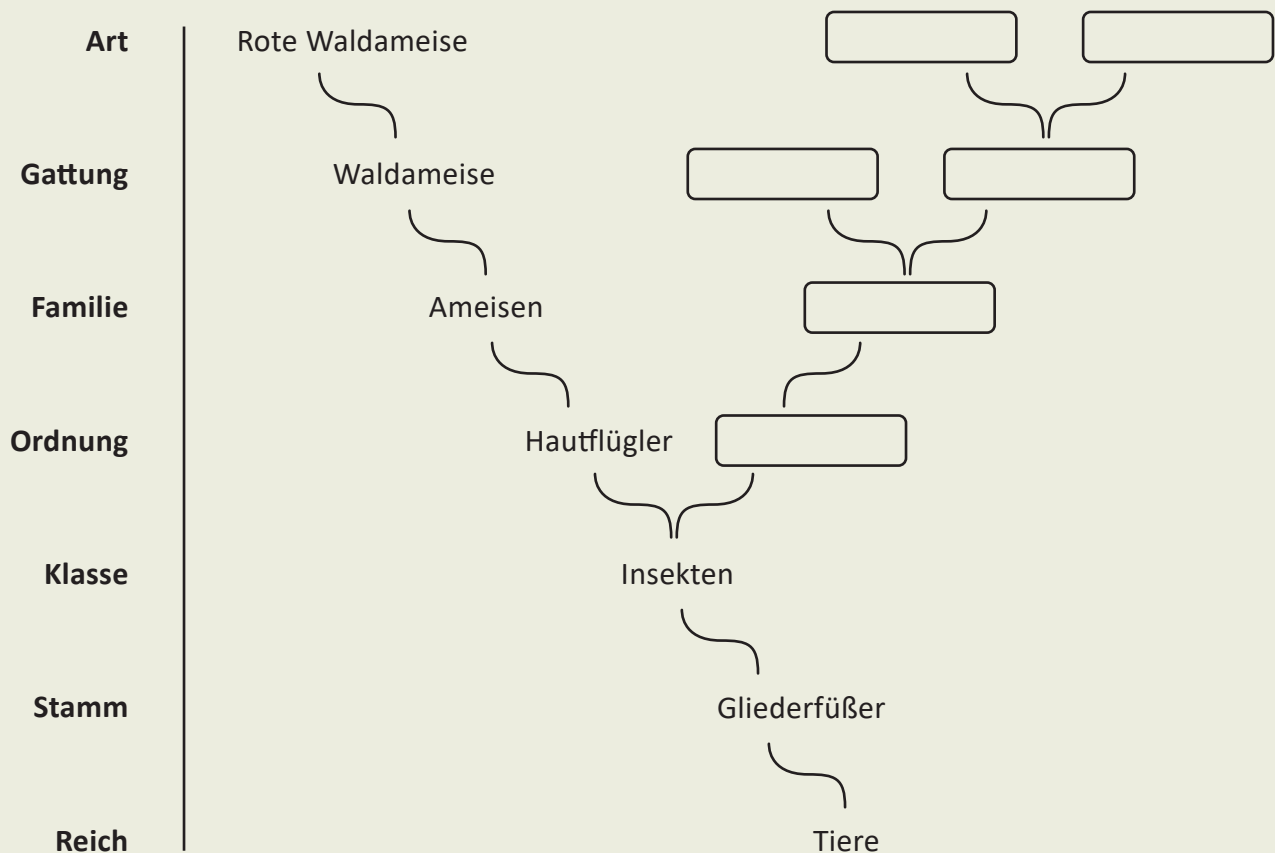 Art Rote Waldameise
Gattung Waldameise
Familie Ameisen
Ordnung Hautflügler
Klasse Insekten
Stamm Gliederfüßer
Reich Tiere